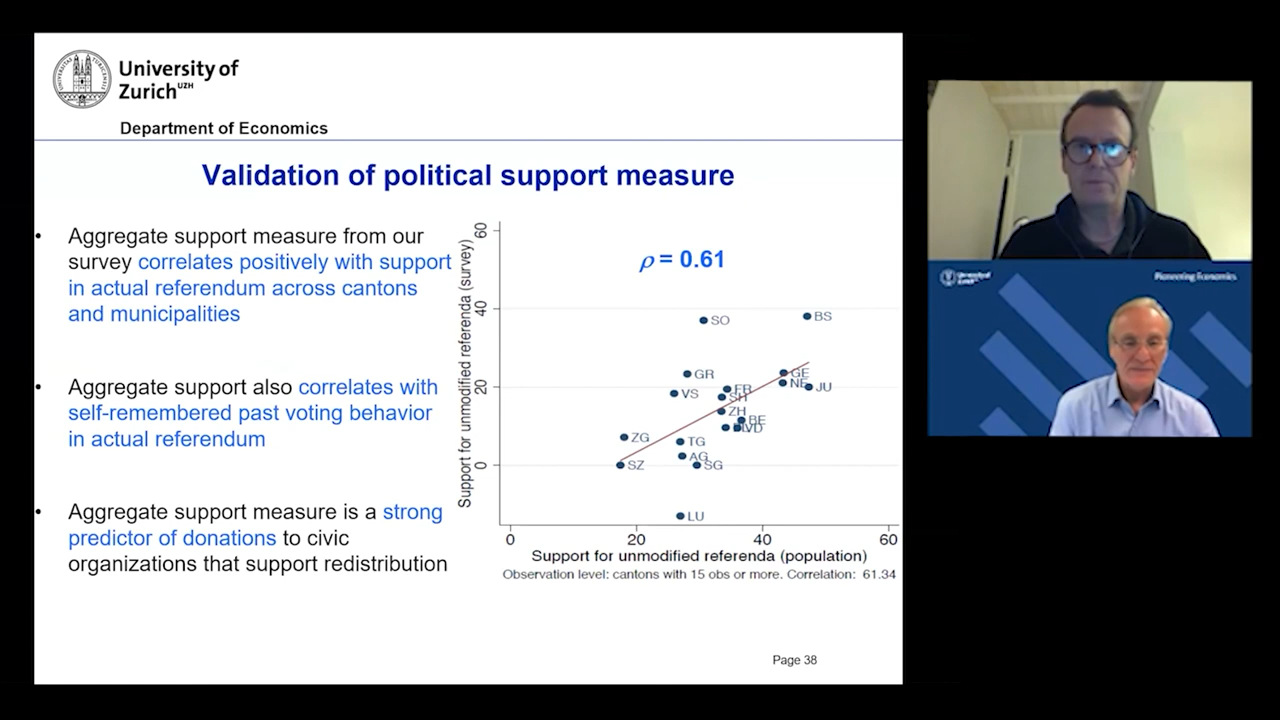 University of
Zurich UZH
Department of Economics
Validation of political support measure
• Aggregate support measure from our
survey correlates positively with support
in actual referendum across cantons
and municipalities
• Aggregate support also correlates with
self-remembered past voting behavior
in actual referendum
• Aggregate support measure is a strong
predictor of donations to civic
organizations that support redistribution
Support for unmodified referenda (survey)
60
40
20
0
ρ = 0.61
SO
BS
GR
GE
NE
JU
VS
FR
SH
ZH
BE
VD
ZG
TG
AG
SZ
SG
LU
0 20 40 60
Support for unmodified referenda (population)
Observation level: cantons with 15 obs or more. Correlation: 61.34
Page 38
Pioneering Economics